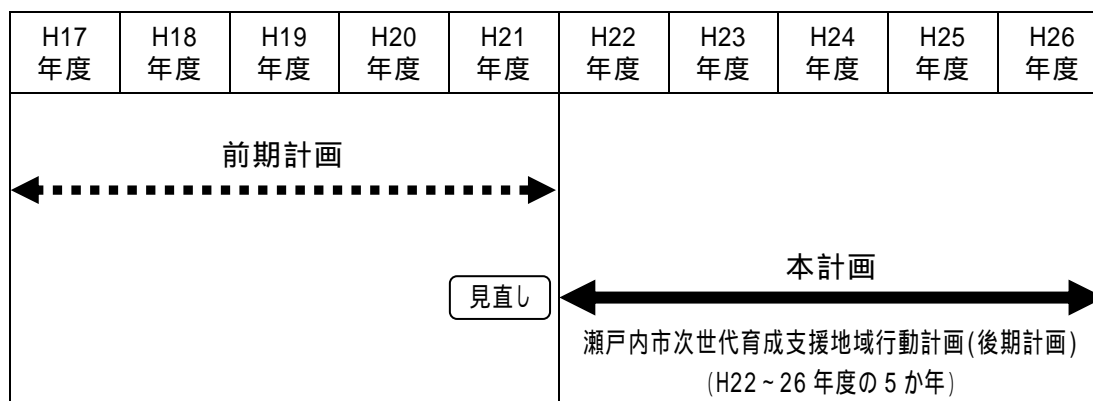 H17 H18 H19 H20 H21 H22 H23 H24 H25 H26
年度 年度 年度 年度 年度 年度 年度 年度 年度 年度
前期計画
本計画
見直し
瀬戸内市次世代育成支援地域行動計画(後期計画)
(H22~26年度の5か年)